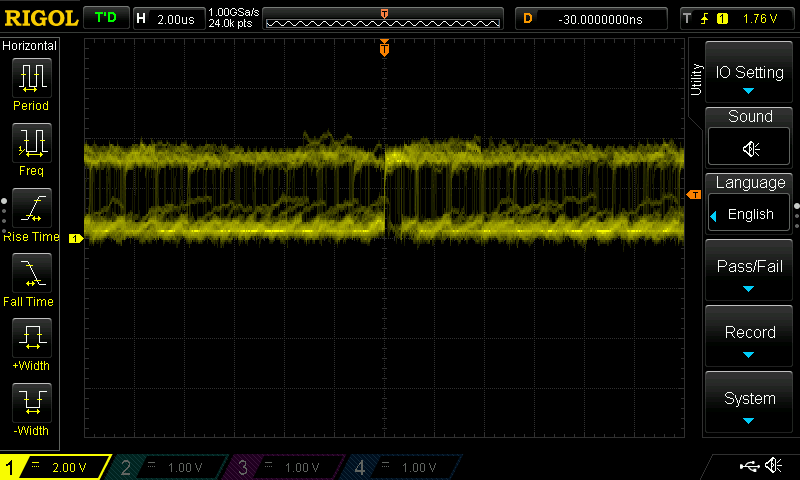 RIGOL T'D H 2.00us 1.00GSa/s 24.0k pts T D -30.0000000ns T 1 1.76 V
Horizontal
Period
Freq
Rise Time
Fall Time
+Width
-Width
T
T
1
Utility
IO Setting
Sound
Language
English
Pass/Fail
Record
System
1 2.00 V 2 1.00 V 3 1.00 V 4 1.00 V